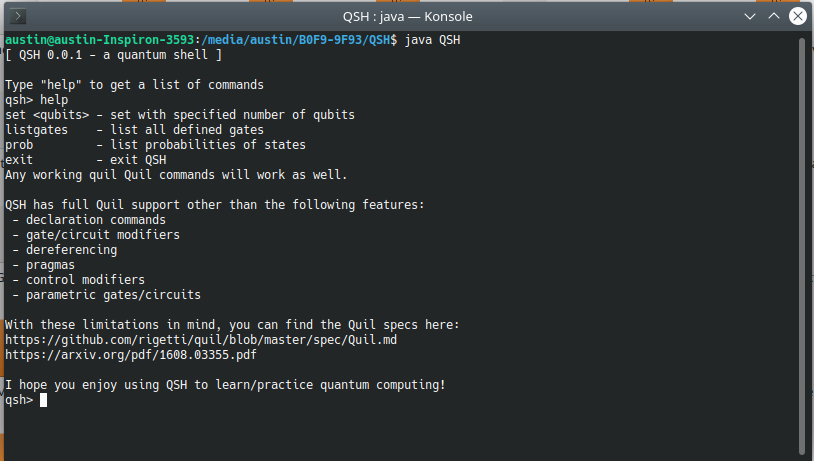 QSH : java — Konsole
austin@austin-Inspiron-3593:/media/austin/B0F9-9F93/QSH$ java QSH
[ QSH 0.0.1 - a quantum shell ]
Type "help" to get a list of commands
qsh> help
set <qubits> - set with specified number of qubits
listgates    - list all defined gates
prob         - list probabilities of states
exit         - exit QSH
Any working quil Quil commands will work as well.
QSH has full Quil support other than the following features:
 - declaration commands
 - gate/circuit modifiers
 - dereferencing
 - pragmas
 - control modifiers
 - parametric gates/circuits
With these limitations in mind, you can find the Quil specs here:
https://github.com/rigetti/quil/blob/master/spec/Quil.md
https://arxiv.org/pdf/1608.03355.pdf
I hope you enjoy using QSH to learn/practice quantum computing!
qsh>